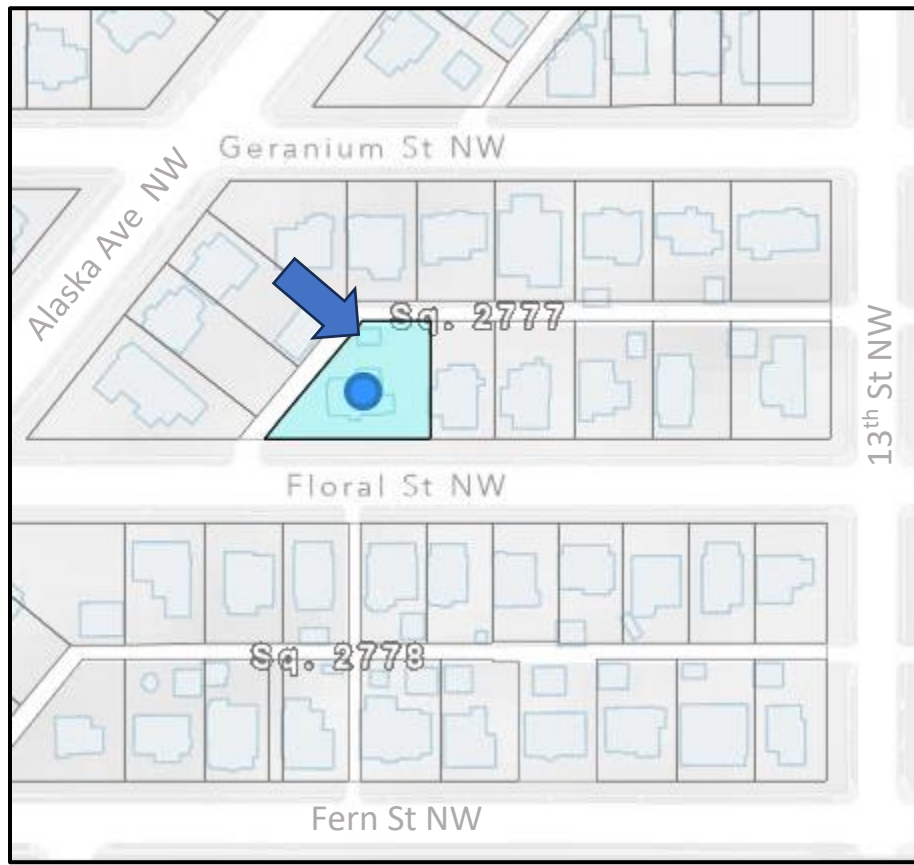 Geranium St NW
Alaska Ave NW
Sq. 2777
13th St NW
Floral St NW
Sq. 2778
Fern St NW